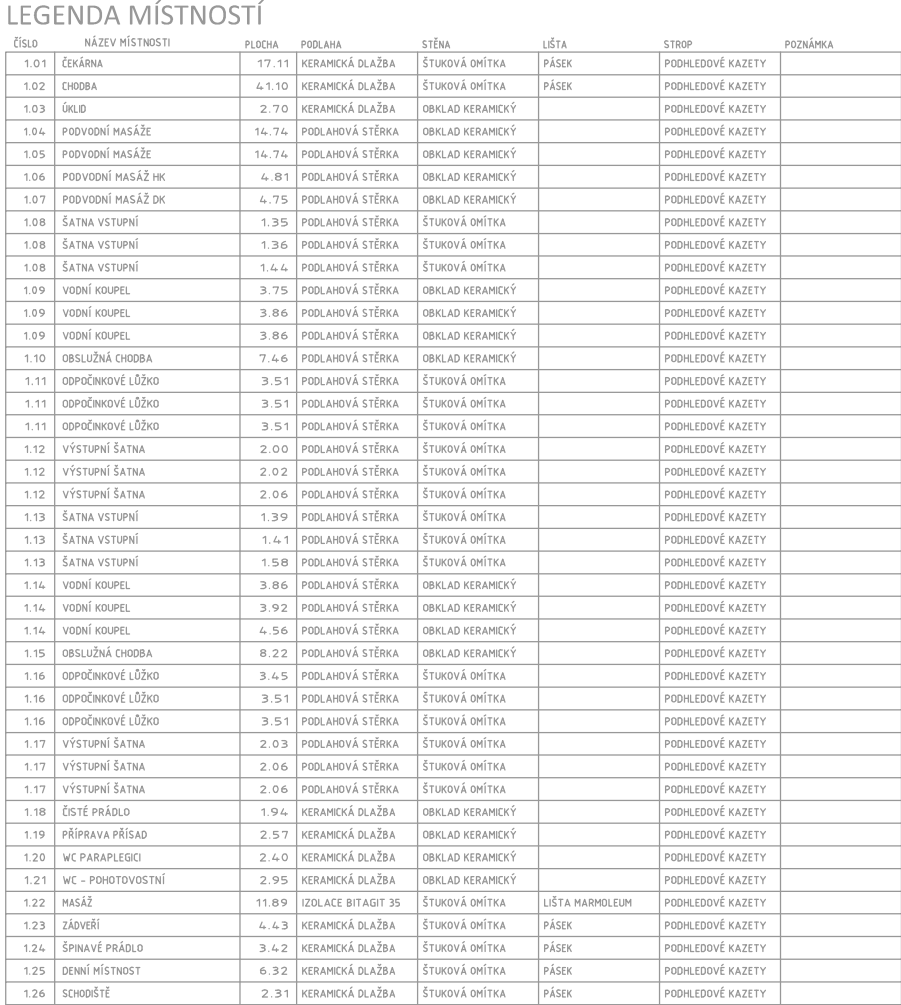 LEGENDA MÍSTNOSTÍ
ČÍSLO NÁZEV MÍSTNOSTI PLOCHA PODLAHA STĚNA LIŠTA STROP POZNÁMKA
1.01 ČEKÁRNA 17.11 KERAMICKÁ DLAŽBA ŠTUKOVÁ OMÍTKA PÁSEK PODHLEDOVÉ KAZETY
1.02 CHODBA 41.10 KERAMICKÁ DLAŽBA ŠTUKOVÁ OMÍTKA PÁSEK PODHLEDOVÉ KAZETY
1.03 ÚKLID 2.70 KERAMICKÁ DLAŽBA OBKLAD KERAMICKÝ PODHLEDOVÉ KAZETY
1.04 PODVODNÍ MASÁŽE 14.74 PODLAHOVÁ STĚRKA OBKLAD KERAMICKÝ PODHLEDOVÉ KAZETY
1.05 PODVODNÍ MASÁŽE 14.74 PODLAHOVÁ STĚRKA OBKLAD KERAMICKÝ PODHLEDOVÉ KAZETY
1.06 PODVODNÍ MASÁŽ HK 4.81 PODLAHOVÁ STĚRKA OBKLAD KERAMICKÝ PODHLEDOVÉ KAZETY
1.07 PODVODNÍ MASÁŽ DK 4.75 PODLAHOVÁ STĚRKA OBKLAD KERAMICKÝ PODHLEDOVÉ KAZETY
1.08 ŠATNA VSTUPNÍ 1.35 PODLAHOVÁ STĚRKA ŠTUKOVÁ OMÍTKA PODHLEDOVÉ KAZETY
1.08 ŠATNA VSTUPNÍ 1.36 PODLAHOVÁ STĚRKA ŠTUKOVÁ OMÍTKA PODHLEDOVÉ KAZETY
1.08 ŠATNA VSTUPNÍ 1.44 PODLAHOVÁ STĚRKA ŠTUKOVÁ OMÍTKA PODHLEDOVÉ KAZETY
1.09 VODNÍ KOUPEL 3.75 PODLAHOVÁ STĚRKA OBKLAD KERAMICKÝ PODHLEDOVÉ KAZETY
1.09 VODNÍ KOUPEL 3.86 PODLAHOVÁ STĚRKA OBKLAD KERAMICKÝ PODHLEDOVÉ KAZETY
1.09 VODNÍ KOUPEL 3.86 PODLAHOVÁ STĚRKA OBKLAD KERAMICKÝ PODHLEDOVÉ KAZETY
1.10 OBSLUŽNÁ CHODBA 7.46 PODLAHOVÁ STĚRKA OBKLAD KERAMICKÝ PODHLEDOVÉ KAZETY
1.11 ODPOČINKOVÉ LŮŽKO 3.51 PODLAHOVÁ STĚRKA ŠTUKOVÁ OMÍTKA PODHLEDOVÉ KAZETY
1.11 ODPOČINKOVÉ LŮŽKO 3.51 PODLAHOVÁ STĚRKA ŠTUKOVÁ OMÍTKA PODHLEDOVÉ KAZETY
1.11 ODPOČINKOVÉ LŮŽKO 3.51 PODLAHOVÁ STĚRKA ŠTUKOVÁ OMÍTKA PODHLEDOVÉ KAZETY
1.12 VÝSTUPNÍ ŠATNA 2.00 PODLAHOVÁ STĚRKA ŠTUKOVÁ OMÍTKA PODHLEDOVÉ KAZETY
1.12 VÝSTUPNÍ ŠATNA 2.02 PODLAHOVÁ STĚRKA ŠTUKOVÁ OMÍTKA PODHLEDOVÉ KAZETY
1.12 VÝSTUPNÍ ŠATNA 2.06 PODLAHOVÁ STĚRKA ŠTUKOVÁ OMÍTKA PODHLEDOVÉ KAZETY
1.13 ŠATNA VSTUPNÍ 1.39 PODLAHOVÁ STĚRKA ŠTUKOVÁ OMÍTKA PODHLEDOVÉ KAZETY
1.13 ŠATNA VSTUPNÍ 1.41 PODLAHOVÁ STĚRKA ŠTUKOVÁ OMÍTKA PODHLEDOVÉ KAZETY
1.13 ŠATNA VSTUPNÍ 1.58 PODLAHOVÁ STĚRKA ŠTUKOVÁ OMÍTKA PODHLEDOVÉ KAZETY
1.14 VODNÍ KOUPEL 3.86 PODLAHOVÁ STĚRKA OBKLAD KERAMICKÝ PODHLEDOVÉ KAZETY
1.14 VODNÍ KOUPEL 3.92 PODLAHOVÁ STĚRKA OBKLAD KERAMICKÝ PODHLEDOVÉ KAZETY
1.14 VODNÍ KOUPEL 4.56 PODLAHOVÁ STĚRKA OBKLAD KERAMICKÝ PODHLEDOVÉ KAZETY
1.15 OBSLUŽNÁ CHODBA 8.22 PODLAHOVÁ STĚRKA OBKLAD KERAMICKÝ PODHLEDOVÉ KAZETY
1.16 ODPOČINKOVÉ LŮŽKO 3.45 PODLAHOVÁ STĚRKA ŠTUKOVÁ OMÍTKA PODHLEDOVÉ KAZETY
1.16 ODPOČINKOVÉ LŮŽKO 3.51 PODLAHOVÁ STĚRKA ŠTUKOVÁ OMÍTKA PODHLEDOVÉ KAZETY
1.16 ODPOČINKOVÉ LŮŽKO 3.51 PODLAHOVÁ STĚRKA ŠTUKOVÁ OMÍTKA PODHLEDOVÉ KAZETY
1.17 VÝSTUPNÍ ŠATNA 2.03 PODLAHOVÁ STĚRKA ŠTUKOVÁ OMÍTKA PODHLEDOVÉ KAZETY
1.17 VÝSTUPNÍ ŠATNA 2.06 PODLAHOVÁ STĚRKA ŠTUKOVÁ OMÍTKA PODHLEDOVÉ KAZETY
1.17 VÝSTUPNÍ ŠATNA 2.06 PODLAHOVÁ STĚRKA ŠTUKOVÁ OMÍTKA PODHLEDOVÉ KAZETY
1.18 ČISTÉ PRÁDLO 1.94 KERAMICKÁ DLAŽBA OBKLAD KERAMICKÝ PODHLEDOVÉ KAZETY
1.19 PŘÍPRAVA PŘÍSAD 2.57 KERAMICKÁ DLAŽBA OBKLAD KERAMICKÝ PODHLEDOVÉ KAZETY
1.20 WC PARAPLEGICI 2.40 KERAMICKÁ DLAŽBA OBKLAD KERAMICKÝ PODHLEDOVÉ KAZETY
1.21 WC - POHOTOVOSTNÍ 2.95 KERAMICKÁ DLAŽBA OBKLAD KERAMICKÝ PODHLEDOVÉ KAZETY
1.22 MASÁŽ 11.89 IZOLACE BITAGIT 35 ŠTUKOVÁ OMÍTKA LIŠTA MARMOLEUM PODHLEDOVÉ KAZETY
1.23 ZÁDVEŘÍ 4.43 KERAMICKÁ DLAŽBA ŠTUKOVÁ OMÍTKA PÁSEK PODHLEDOVÉ KAZETY
1.24 ŠPINAVÉ PRÁDLO 3.42 KERAMICKÁ DLAŽBA ŠTUKOVÁ OMÍTKA PÁSEK PODHLEDOVÉ KAZETY
1.25 DENNÍ MÍSTNOST 6.32 KERAMICKÁ DLAŽBA ŠTUKOVÁ OMÍTKA PÁSEK PODHLEDOVÉ KAZETY
1.26 SCHODIŠTĚ 2.31 KERAMICKÁ DLAŽBA ŠTUKOVÁ OMÍTKA PÁSEK PODHLEDOVÉ KAZETY